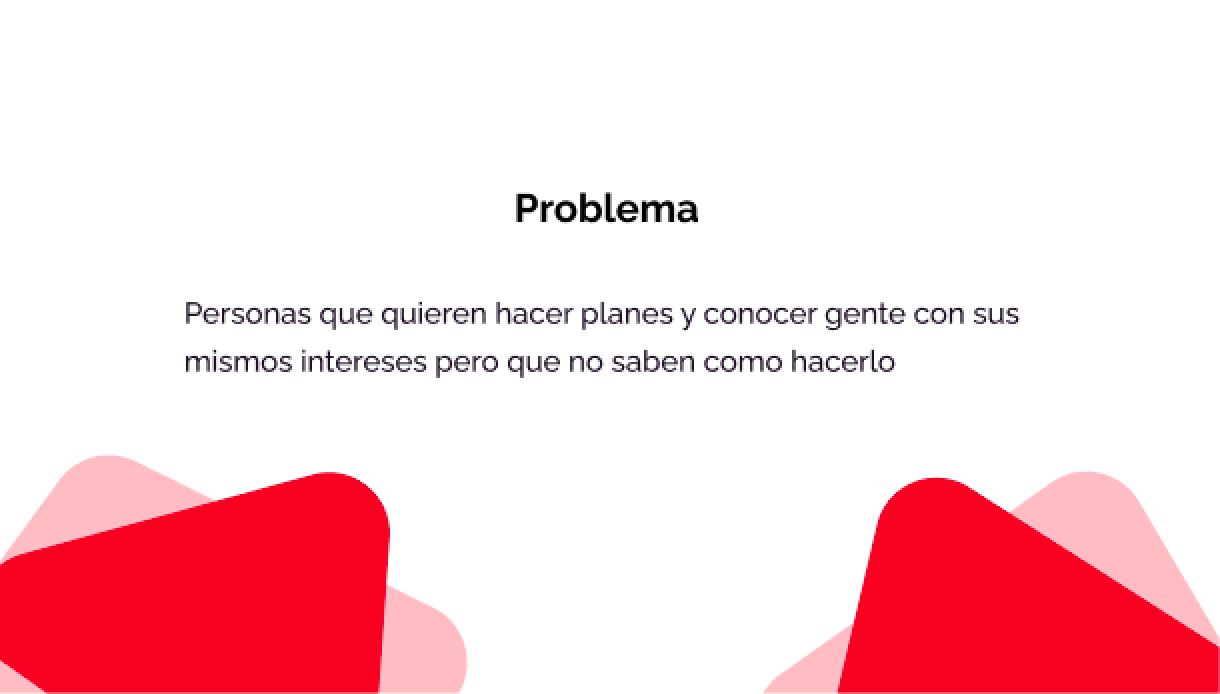 Problema
Personas que quieren hacer planes y conocer gente con sus
mismos intereses pero que no saben como hacerlo